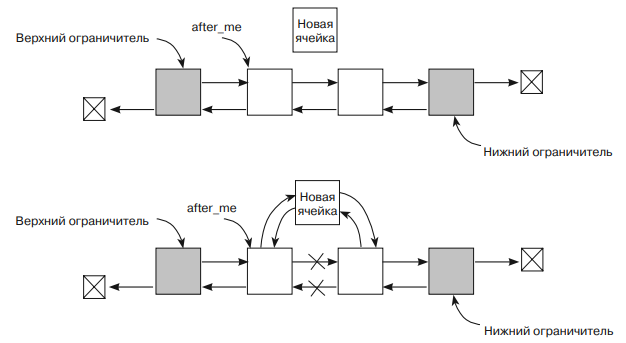 Верхний ограничитель
after_me
Новая
ячейка
Нижний ограничитель
Верхний ограничитель
after_me
Новая
ячейка
Нижний ограничитель